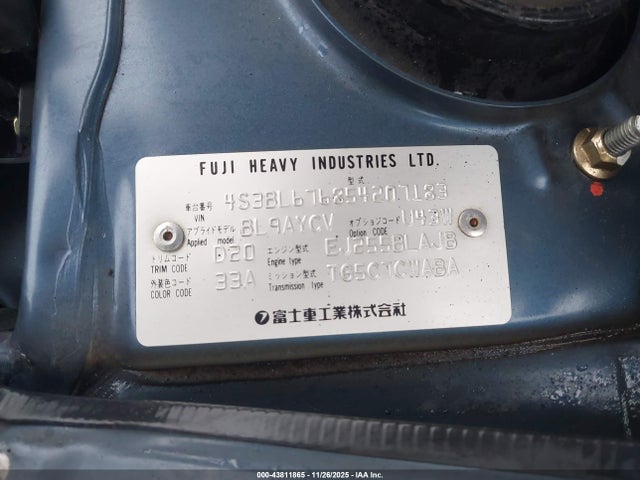 FUJI HEAVY INDUSTRIES LTD.
型式
車台番号 VIN 4S3BL676854207183
アプライドモデル Applied model BL9AYCV オプションコード Option code U43W
トリムコード TRIM CODE D20 エンジン型式 Engine type EJ255BLAJB
外装色コード COLOR CODE 33A ミッション型式 Transmission type TG5C7CWABA
富士重工業株式会社
000-43811865 - 11/26/2025 - IAA Inc.